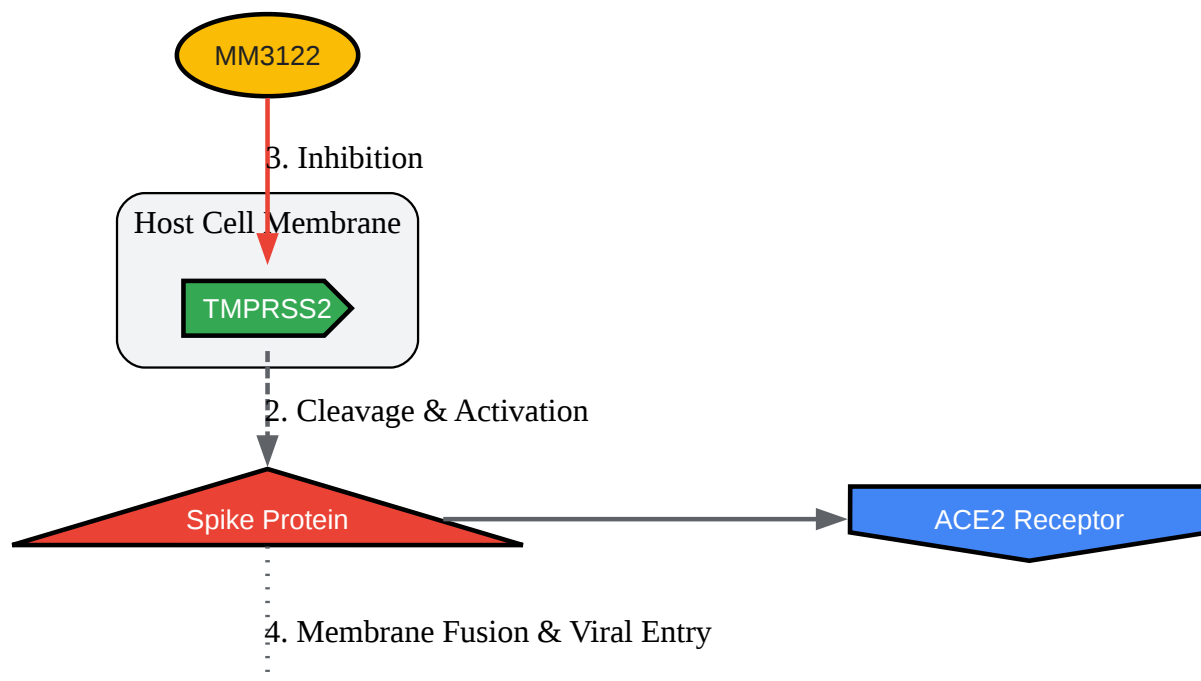 MM3122
3. Inhibition
Host Cell Membrane
TMPRSS2
2. Cleavage & Activation
Spike Protein
ACE2 Receptor
4. Membrane Fusion & Viral Entry